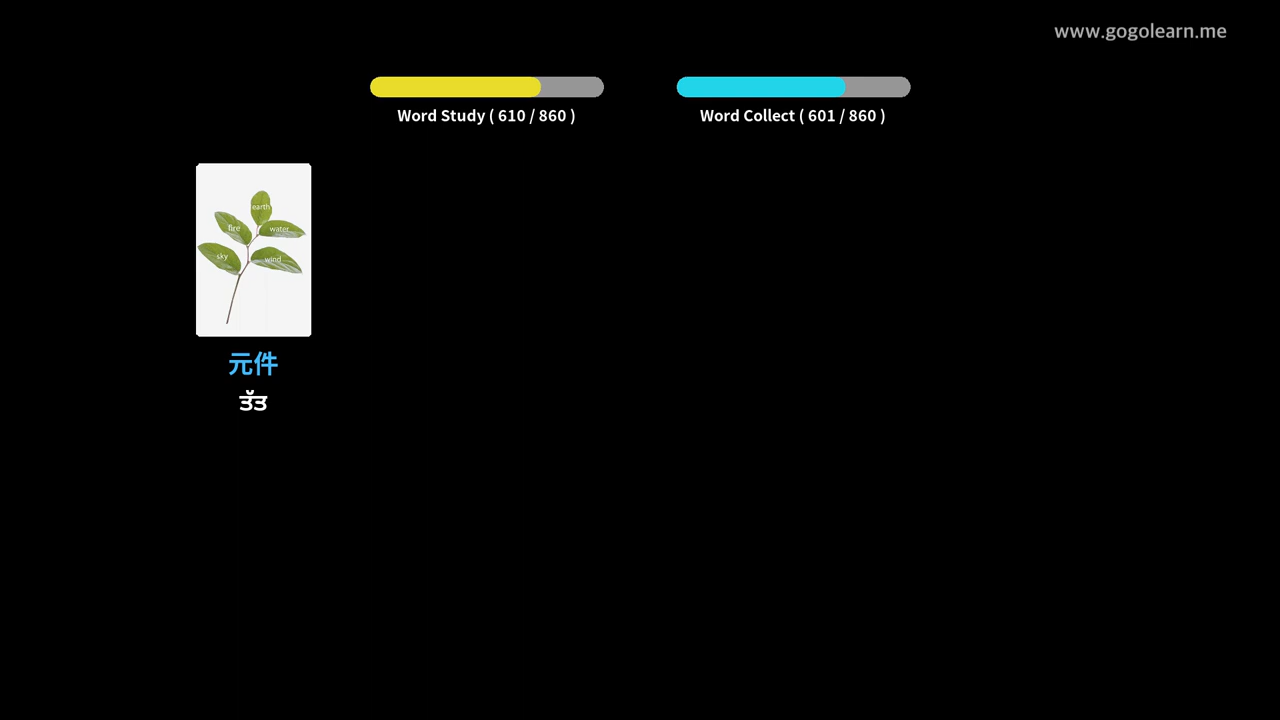 www.gogolearn.me
Word Study ( 610 / 860 )
Word Collect ( 601 / 860 )
earth
fire
water
sky
wind
元件
ਤੱਤ